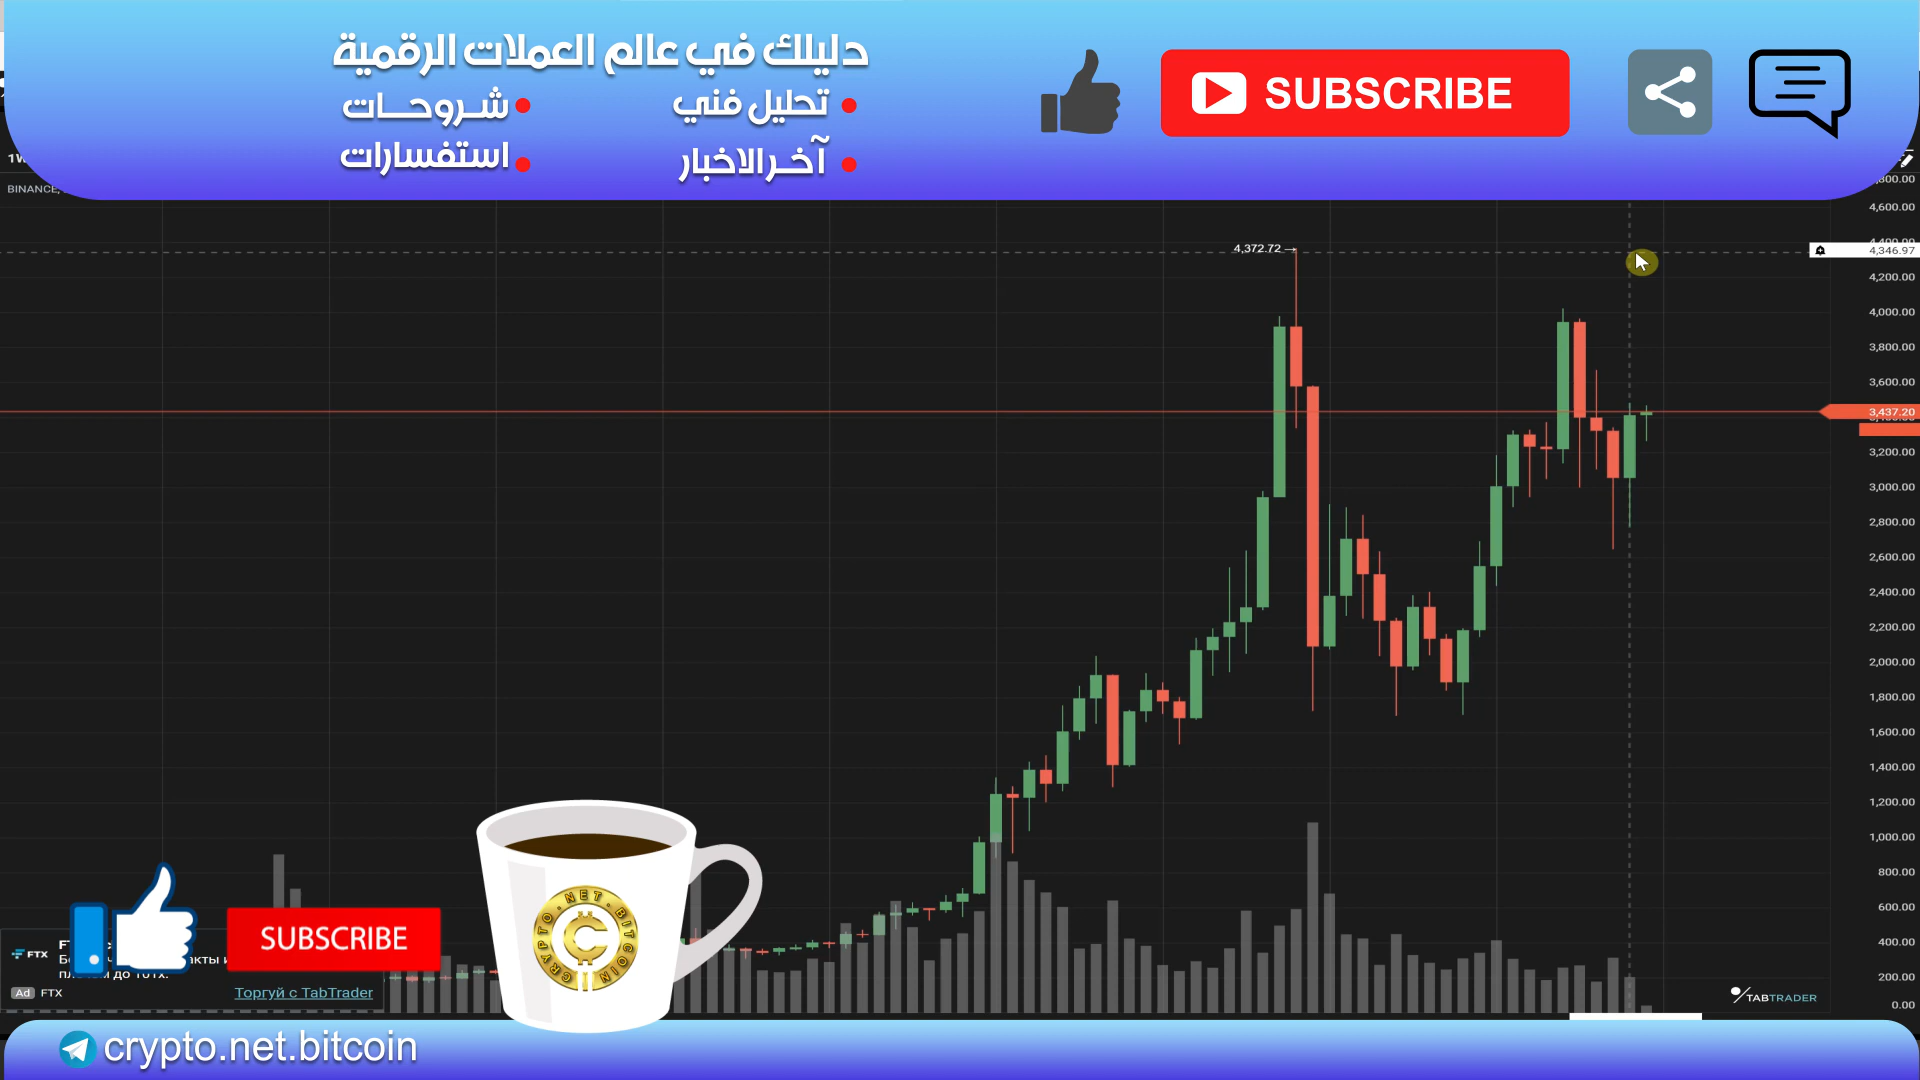 دليلك في عالم العملات الرقمية
تحليل فني
شروحات
آخر الاخبار
استفسارات
SUBSCRIBE
BINANCE,
4,600.00
4,372.72
4,346.97
4,200.00
4,000.00
3,800.00
3,600.00
3,437.20
3,200.00
3,000.00
2,800.00
2,600.00
2,400.00
2,200.00
2,000.00
1,800.00
1,600.00
1,400.00
1,200.00
1,000.00
800.00
600.00
400.00
200.00
0.00
CRYPTO.NET.BITCOIN
SUBSCRIBE
FTX
Ad FTX
Торгуй с TabTrader
TABTRADER
crypto.net.bitcoin